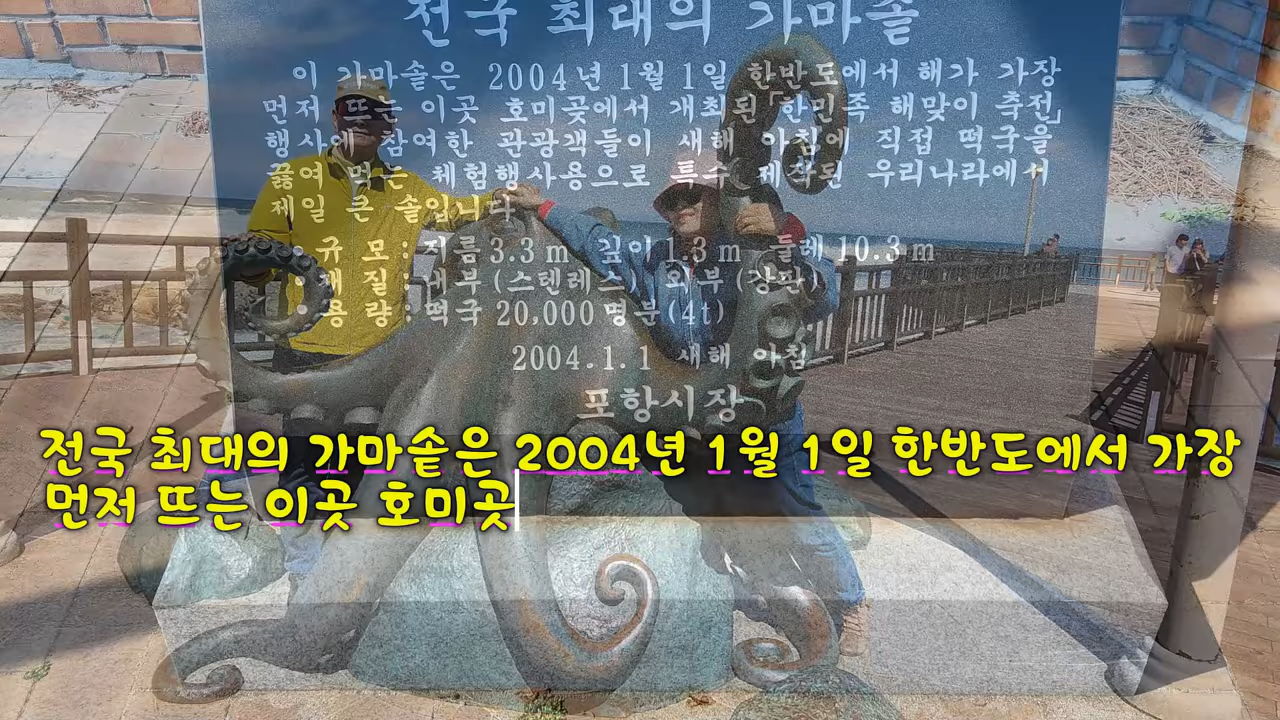 전국 최대의 가마솥
이 가마솥은 2004년 1월 1일 한반도에서 해가 가장
먼저 뜨는 이곳 호미곶에서 개최된「한민족 해맞이 축전」
행사에 참여한 관광객들이 새해 아침에 직접 떡국을
끓여 먹는 체험행사용으로 특수 제작된 우리나라에서
제일 큰 솥입니다
• 규 모 : 지름 3.3 m 깊이 1.3 m 둘레 10.3 m
• 재 질 : 내부 (스텐레스) 외부 (강판)
• 용 량 : 떡국 20,000 명분 (4t)
2004.1.1 새해 아침
포항시장
전국 최대의 가마솥은 2004년 1월 1일 한반도에서 가장
먼저 뜨는 이곳 호미곳